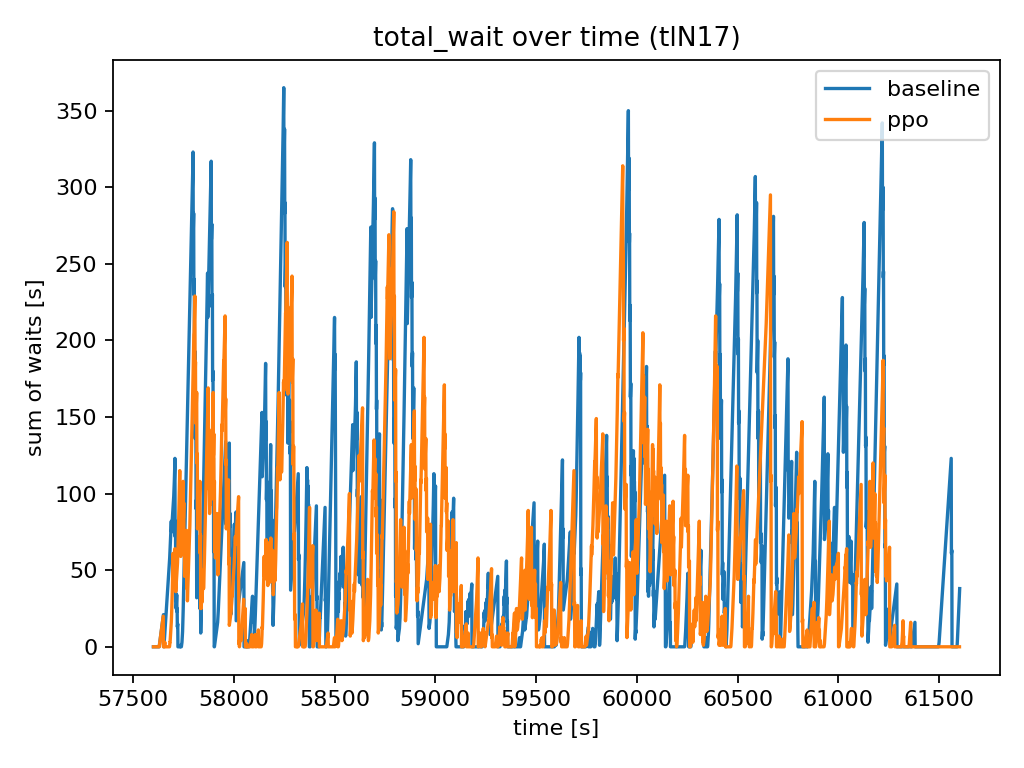 total_wait over time (tlN17)
baseline
ppo
sum of waits [s]
350
300
250
200
150
100
50
0
57500 58000 58500 59000 59500 60000 60500 61000 61500
time [s]